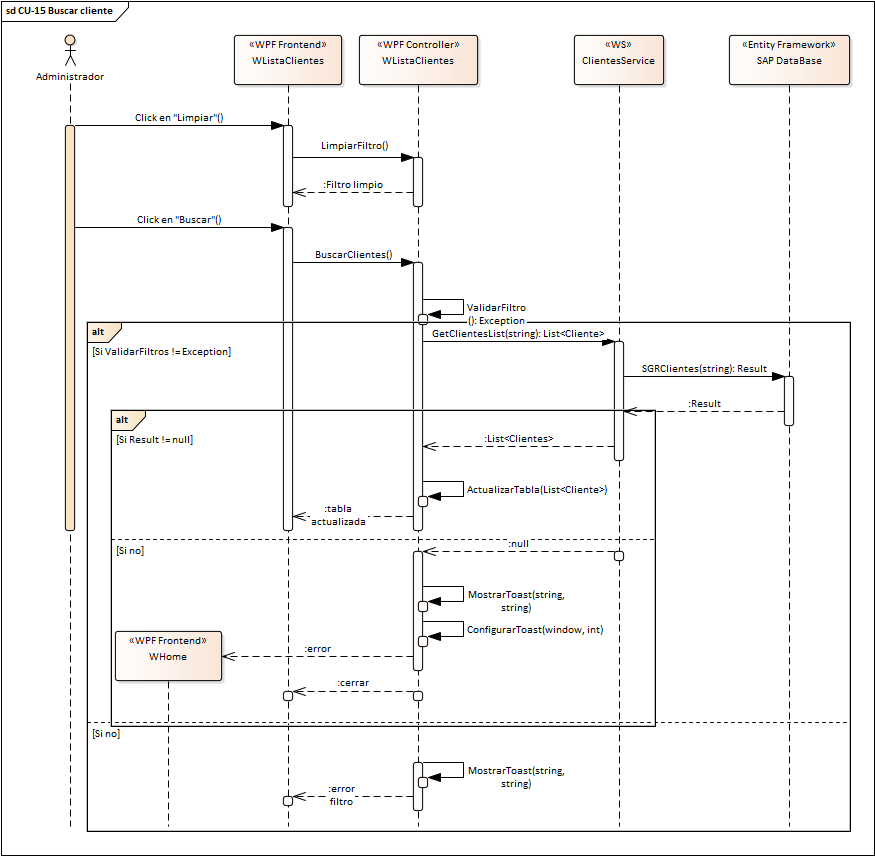 sd CU-15 Buscar cliente
Administrador
«WPF Frontend»
WListaClientes
«WPF Controller»
WListaClientes
«WS»
ClientesService
«Entity Framework»
SAP DataBase
Click en "Limpiar"()
LimpiarFiltro()
:Filtro limpio
Click en "Buscar"()
BuscarClientes()
ValidarFiltro
(): Exception
alt
[Si ValidarFiltros != Exception]
GetClientesList(string): List<Cliente>
SGRClientes(string): Result
:Result
alt
[Si Result != null]
:List<Clientes>
ActualizarTabla(List<Cliente>)
:tabla
actualizada
[Si no]
:null
MostrarToast(string,
string)
ConfigurarToast(window, int)
«WPF Frontend»
WHome
:error
:cerrar
[Si no]
MostrarToast(string,
string)
:error
filtro